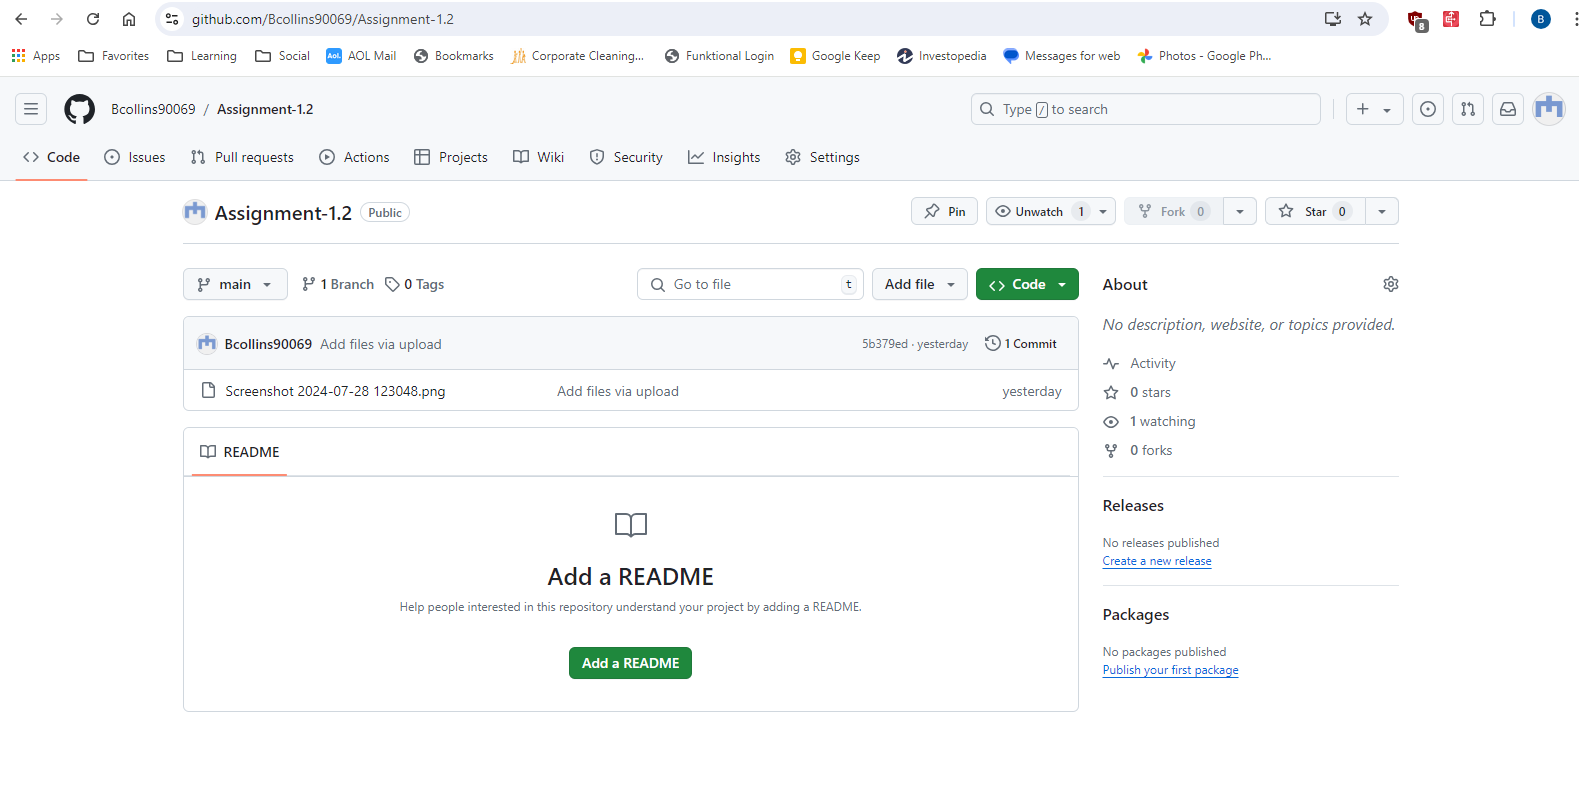 github.com/Bcollins90069/Assignment-1.2
8
B
Apps Favorites Learning Social Aol. AOL Mail Bookmarks Corporate Cleaning... Funktional Login Google Keep Investopedia Messages for web Photos - Google Ph...
Bcollins90069 / Assignment-1.2 Type / to search
Code Issues Pull requests Actions Projects Wiki Security Insights Settings
Assignment-1.2 Public Pin Unwatch 1 Fork 0 Star 0
main 1 Branch 0 Tags Go to file t Add file Code About
No description, website, or topics provided.
Bcollins90069 Add files via upload 5b379ed · yesterday 1 Commit
Screenshot 2024-07-28 123048.png Add files via upload yesterday
Activity
0 stars
1 watching
0 forks
README
Add a README
Help people interested in this repository understand your project by adding a README.
Add a README
Releases
No releases published
Create a new release
Packages
No packages published
Publish your first package